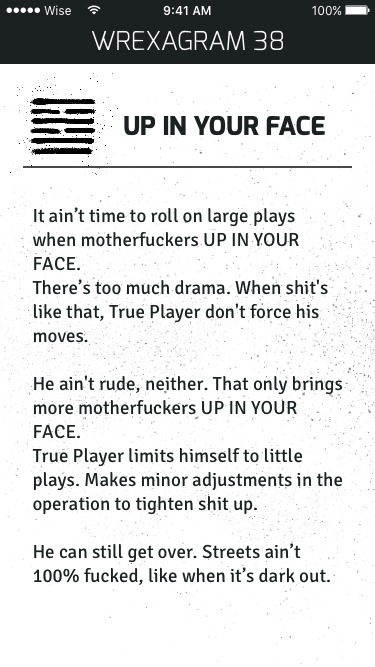 Wise 9:41 AM 100%
WREXAGRAM 38
UP IN YOUR FACE
It ain’t time to roll on large plays
when motherfuckers UP IN YOUR
FACE.
There’s too much drama. When shit's
like that, True Player don't force his
moves.
He ain't rude, neither. That only brings
more motherfuckers UP IN YOUR
FACE.
True Player limits himself to little
plays. Makes minor adjustments in the
operation to tighten shit up.
He can still get over. Streets ain’t
100% fucked, like when it’s dark out.